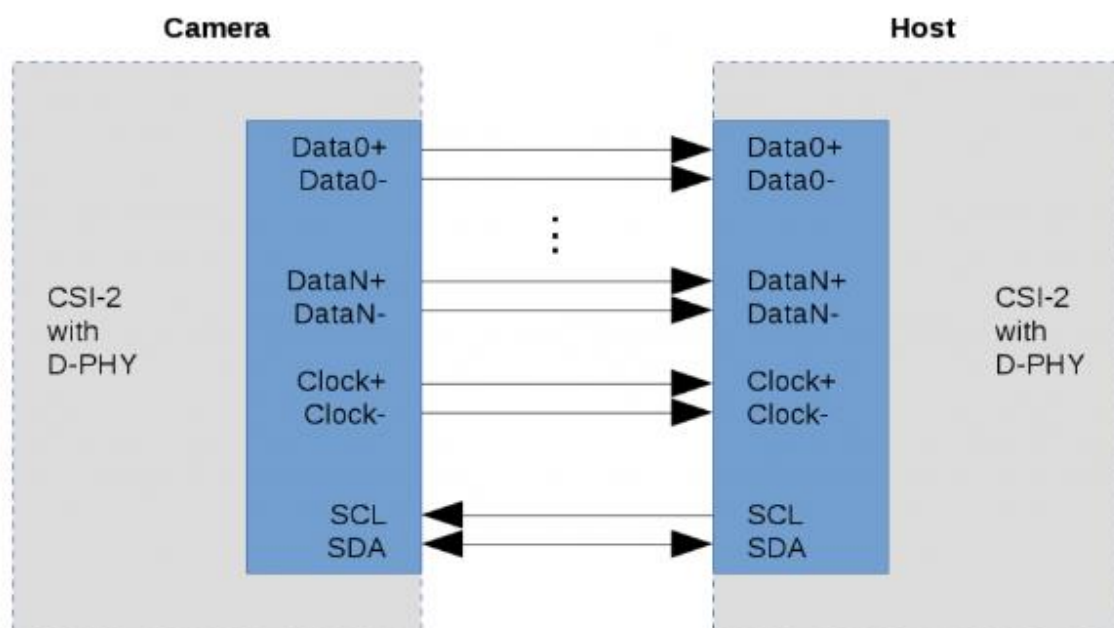 Camera
Host
Data0+
Data0-
DataN+
DataN-
Clock+
Clock-
SCL
SDA
CSI-2
with
D-PHY
Data0+
Data0-
DataN+
DataN-
Clock+
Clock-
SCL
SDA
CSI-2
with
D-PHY